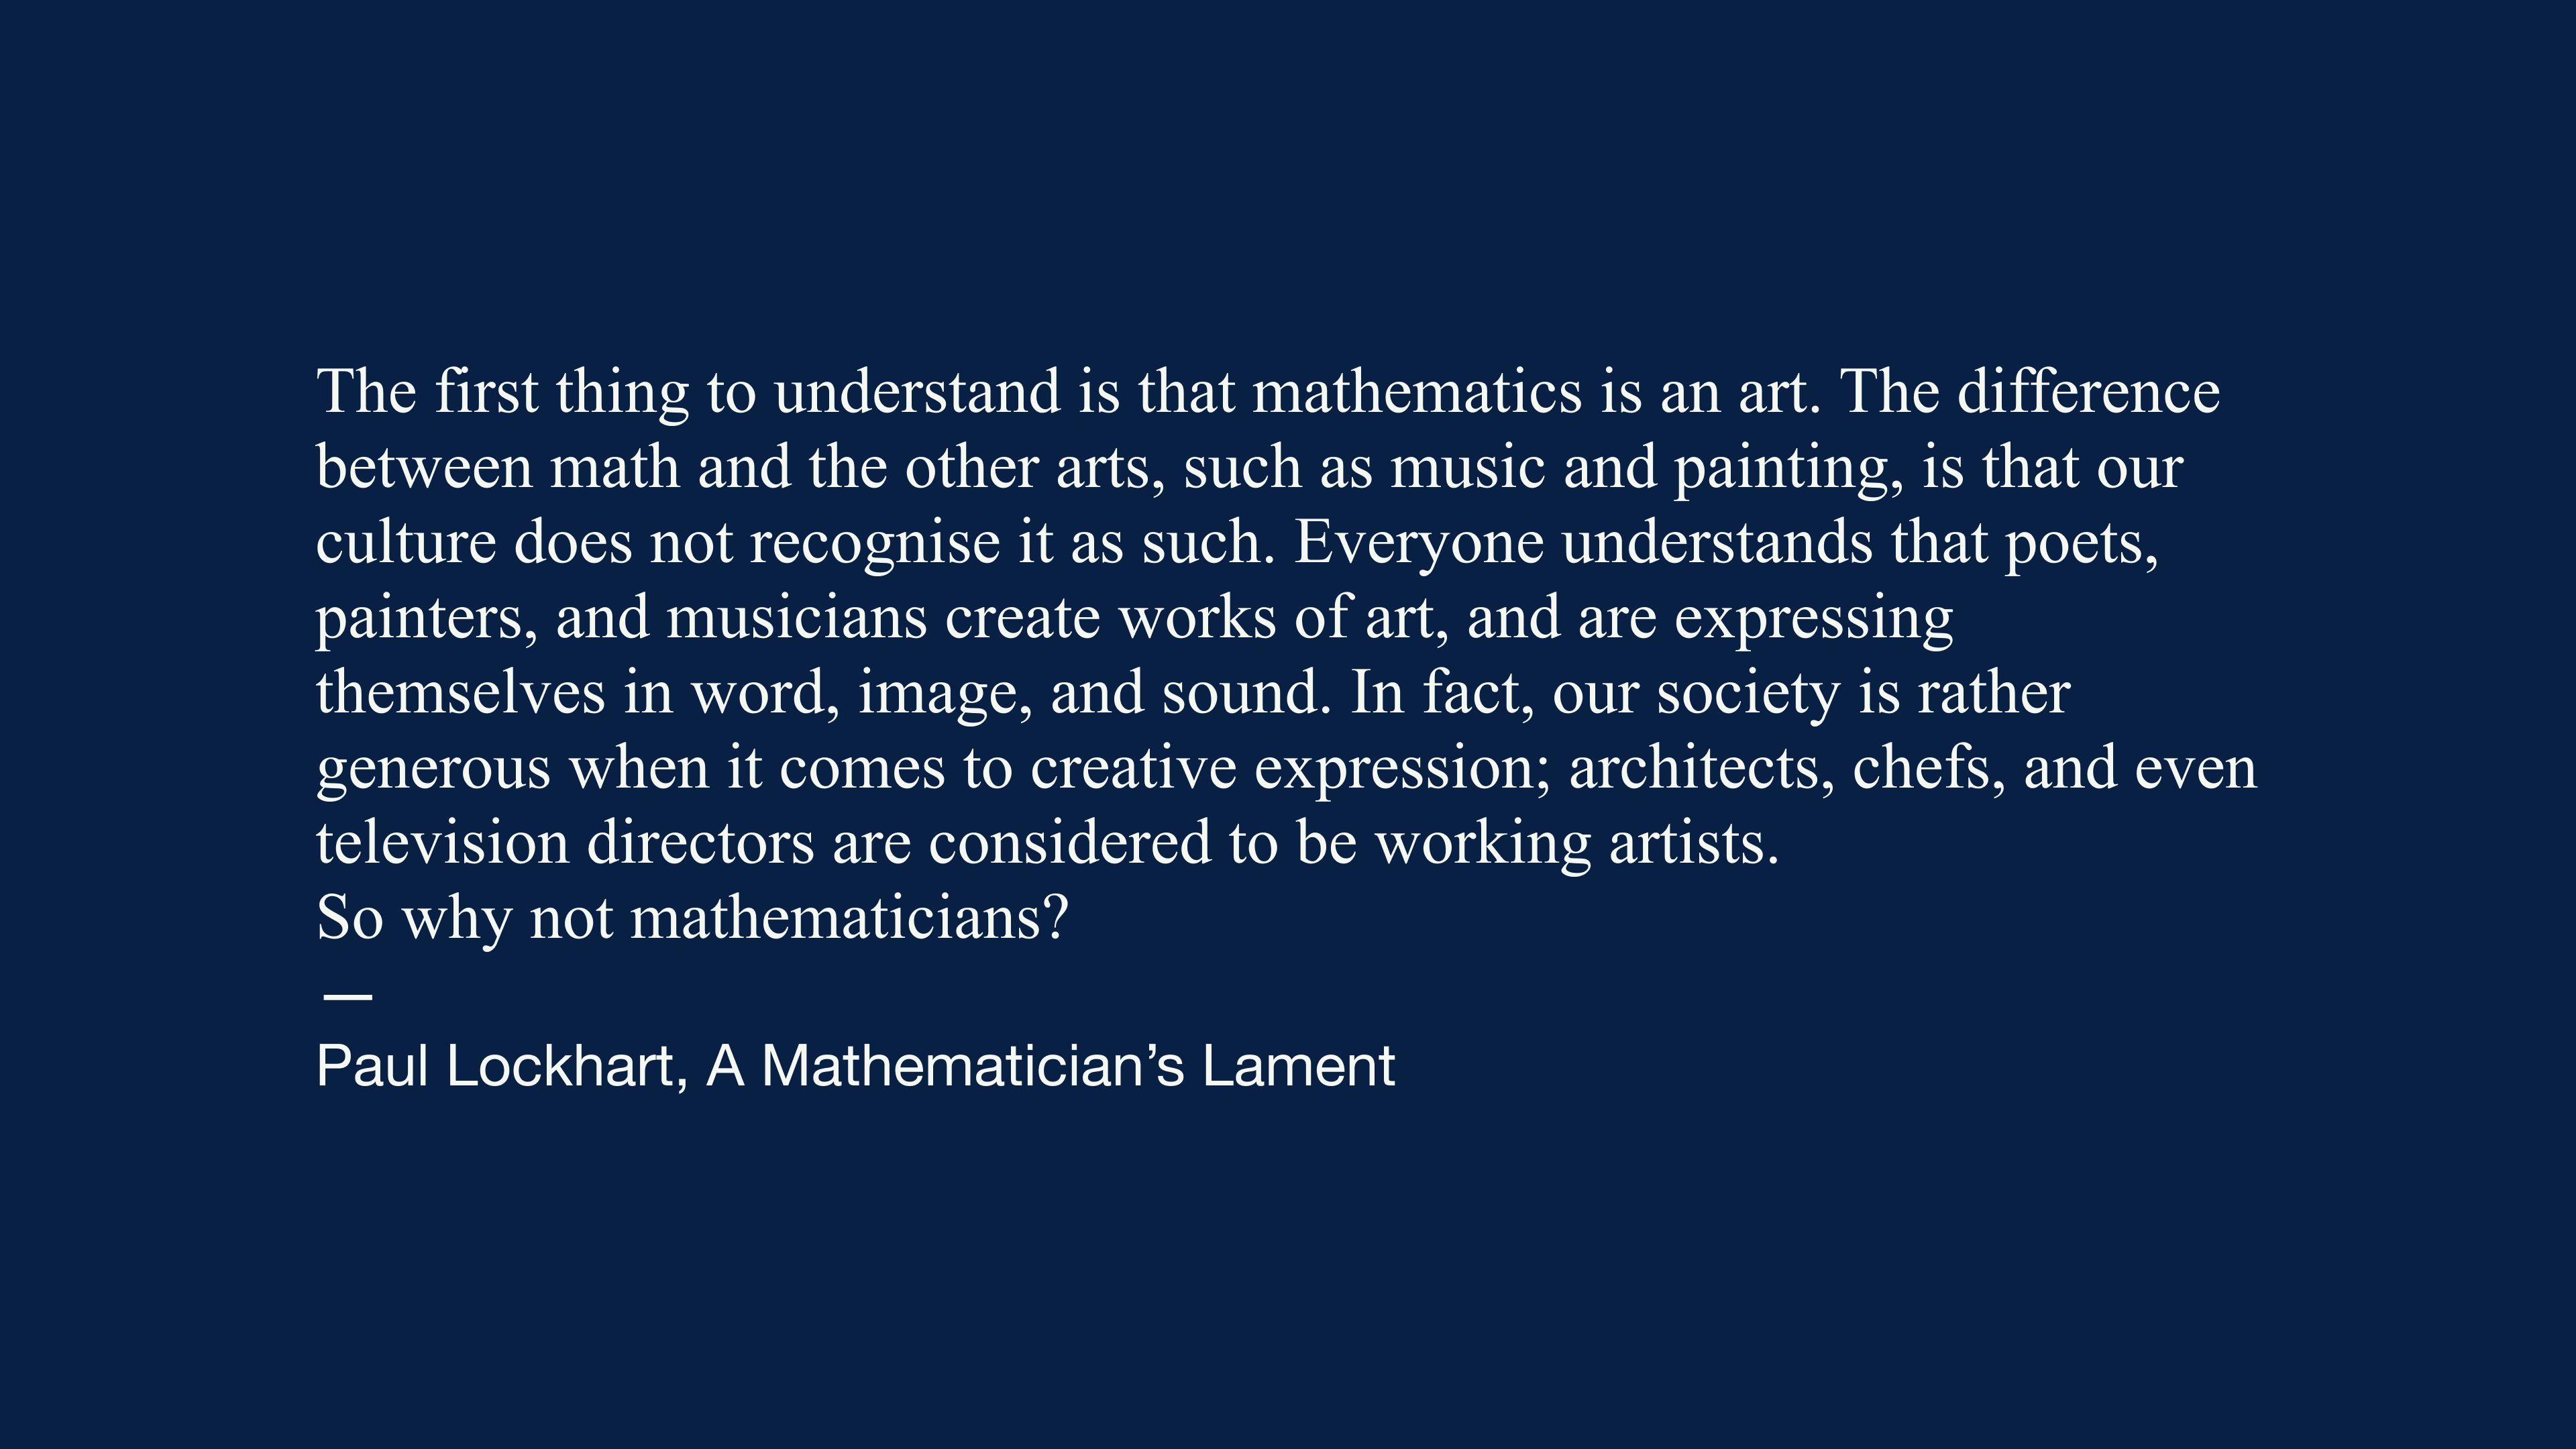 The first thing to understand is that mathematics is an art. The difference
between math and the other arts, such as music and painting, is that our
culture does not recognise it as such. Everyone understands that poets,
painters, and musicians create works of art, and are expressing
themselves in word, image, and sound. In fact, our society is rather
generous when it comes to creative expression; architects, chefs, and even
television directors are considered to be working artists.
So why not mathematicians?
—
Paul Lockhart, A Mathematician’s Lament